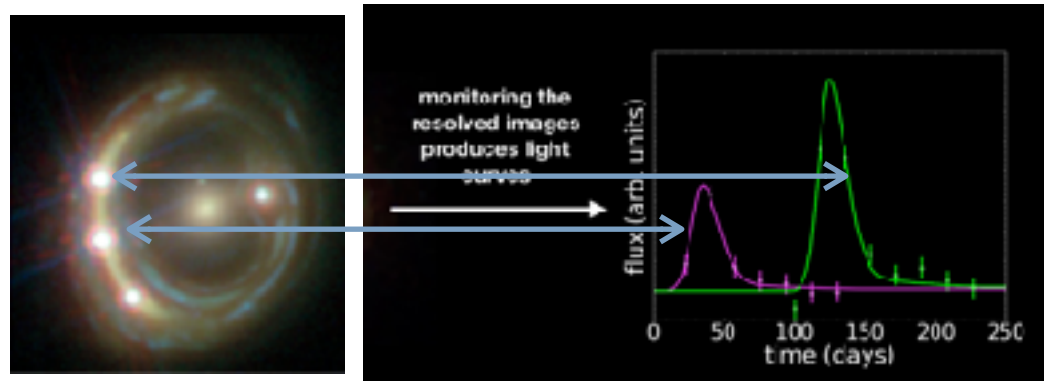 monitoring the
resolved images
produces light
curves
flux (arb. units)
0 50 100 150 200 250
time (days)